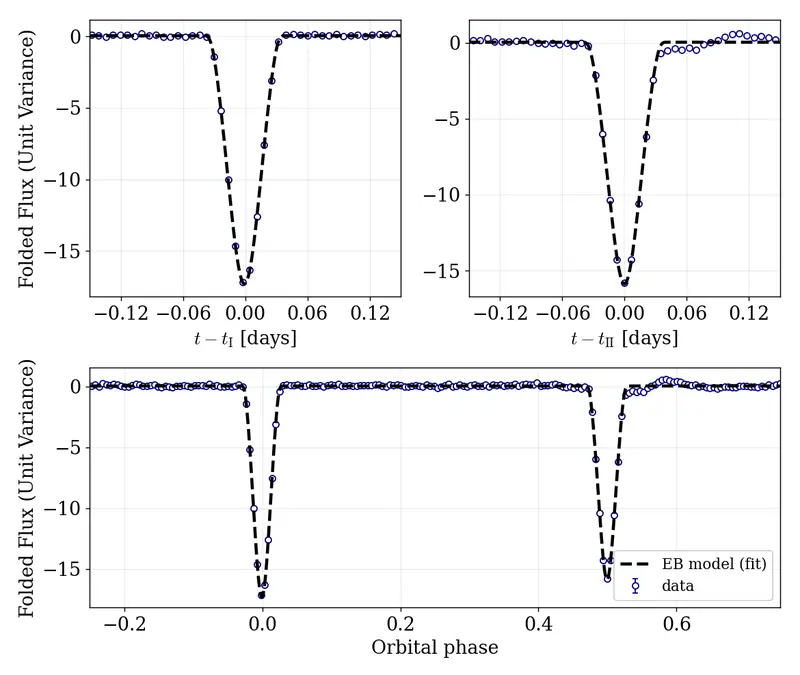 Folded Flux (Unit Variance)
0
−5
−10
−15
−0.12 −0.06 0.00 0.06 0.12
t − tI [days]
0
−5
−10
−15
−0.12 −0.06 0.00 0.06 0.12
t − tII [days]
Folded Flux (Unit Variance)
0
−5
−10
−15
−0.2 0.0 0.2 0.4 0.6
Orbital phase
EB model (fit)
data